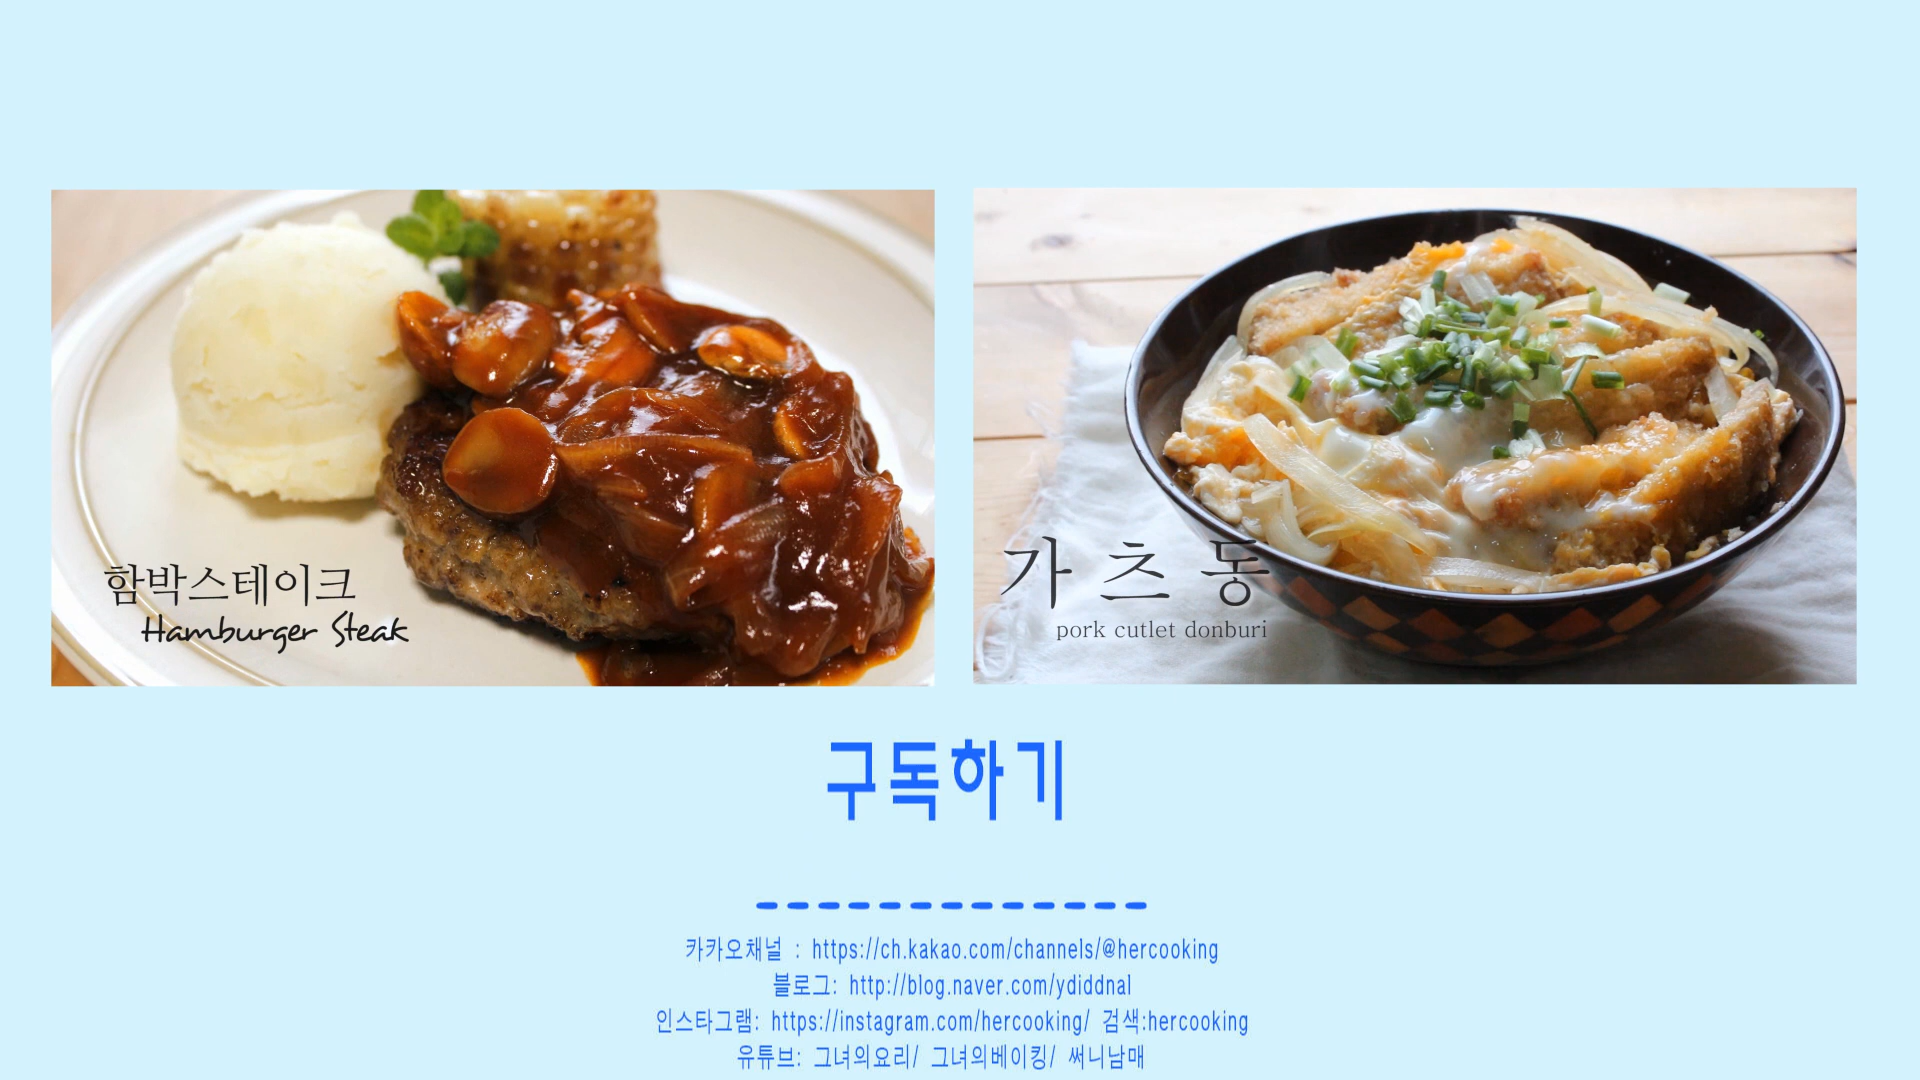 함박스테이크
Hamburger Steak
가츠동
pork cutlet donburi
구독하기
카카오채널 : https://ch.kakao.com/channels/@hercooking
블로그: http://blog.naver.com/ydiddnal
인스타그램: https://instagram.com/hercooking/ 검색:hercooking
유튜브: 그녀의요리/ 그녀의베이킹/ 써니남매